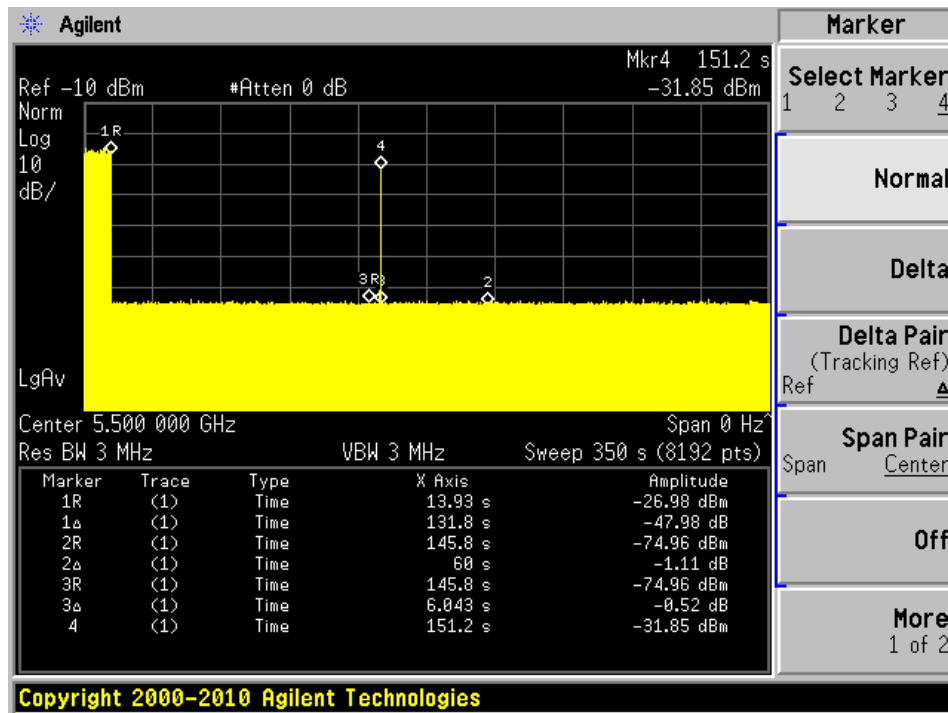 Agilent
Marker
Mkr4 151.2 s
Ref -10 dBm #Atten 0 dB -31.85 dBm
Norm
Log
10
dB/
1R
4
3R
2
LgAv
Center 5.500 000 GHz Span 0 Hz^
Res BW 3 MHz VBW 3 MHz Sweep 350 s (8192 pts)
Marker Trace Type X Axis Amplitude
1R (1) Time 13.93 s -26.98 dBm
1Δ (1) Time 131.8 s -47.98 dB
2R (1) Time 145.8 s -74.96 dBm
2Δ (1) Time 60 s -1.11 dB
3R (1) Time 145.8 s -74.96 dBm
3Δ (1) Time 6.043 s -0.52 dB
4 (1) Time 151.2 s -31.85 dBm
Select Marker
1 2 3 4
Normal
Delta
Delta Pair
(Tracking Ref)
Ref Δ
Span Pair
Span Center
Off
More
1 of 2
Copyright 2000-2010 Agilent Technologies